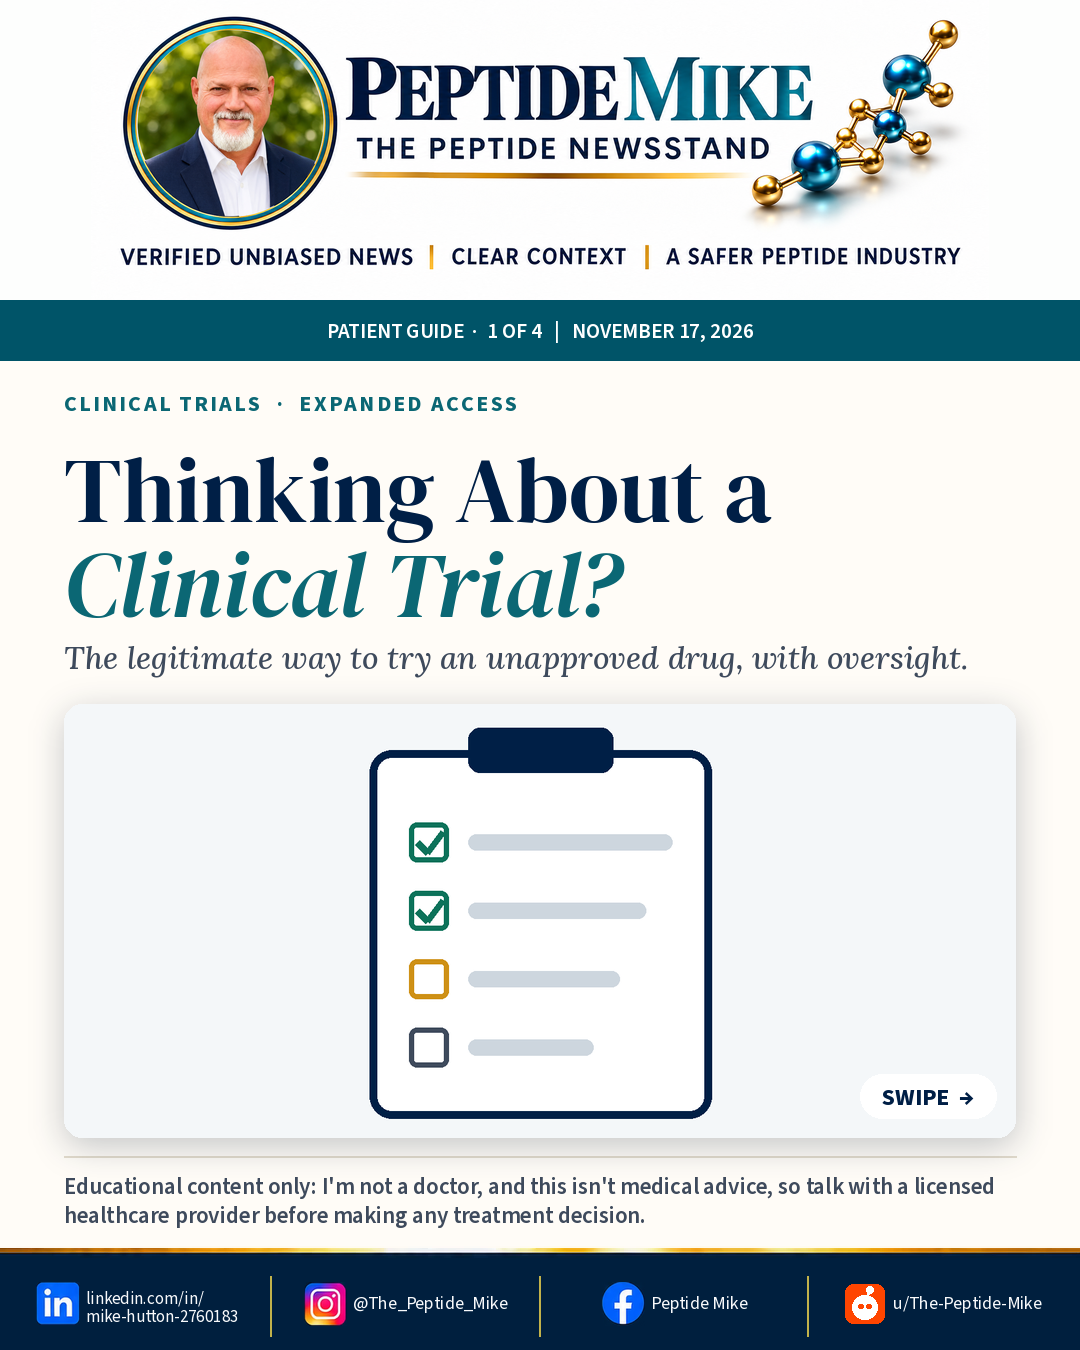 PEPTIDEMIKE
THE PEPTIDE NEWSSTAND
VERIFIED UNBIASED NEWS | CLEAR CONTEXT | A SAFER PEPTIDE INDUSTRY
PATIENT GUIDE · 1 OF 4 | NOVEMBER 17, 2026
CLINICAL TRIALS · EXPANDED ACCESS
Thinking About a
Clinical Trial?
The legitimate way to try an unapproved drug, with oversight.
SWIPE →
Educational content only: I'm not a doctor, and this isn't medical advice, so talk with a licensed
healthcare provider before making any treatment decision.
linkedin.com/in/
mike-hutton-2760183
@The_Peptide_Mike
Peptide Mike
u/The-Peptide-Mike